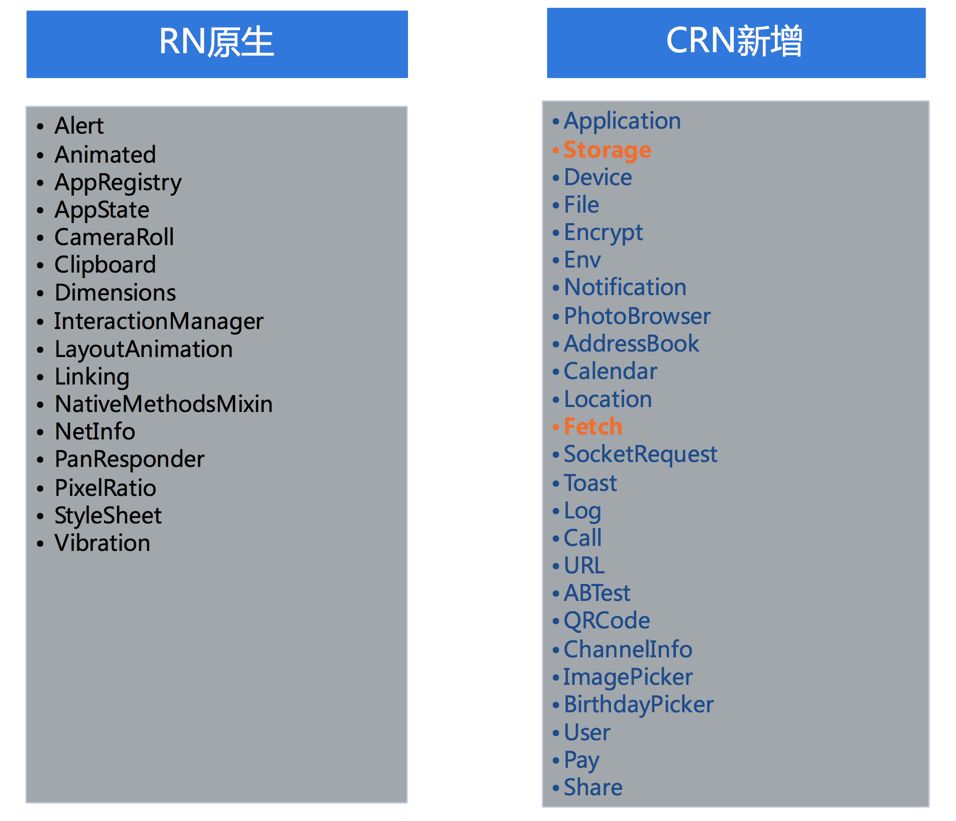 RN原生
• Alert
• Animated
• AppRegistry
• AppState
• CameraRoll
• Clipboard
• Dimensions
• InteractionManager
• LayoutAnimation
• Linking
• NativeMethodsMixin
• NetInfo
• PanResponder
• PixelRatio
• StyleSheet
• Vibration
CRN新增
• Application
• Storage
• Device
• File
• Encrypt
• Env
• Notification
• PhotoBrowser
• AddressBook
• Calendar
• Location
• Fetch
• SocketRequest
• Toast
• Log
• Call
• URL
• ABTest
• QRCode
• ChannelInfo
• ImagePicker
• BirthdayPicker
• User
• Pay
• Share